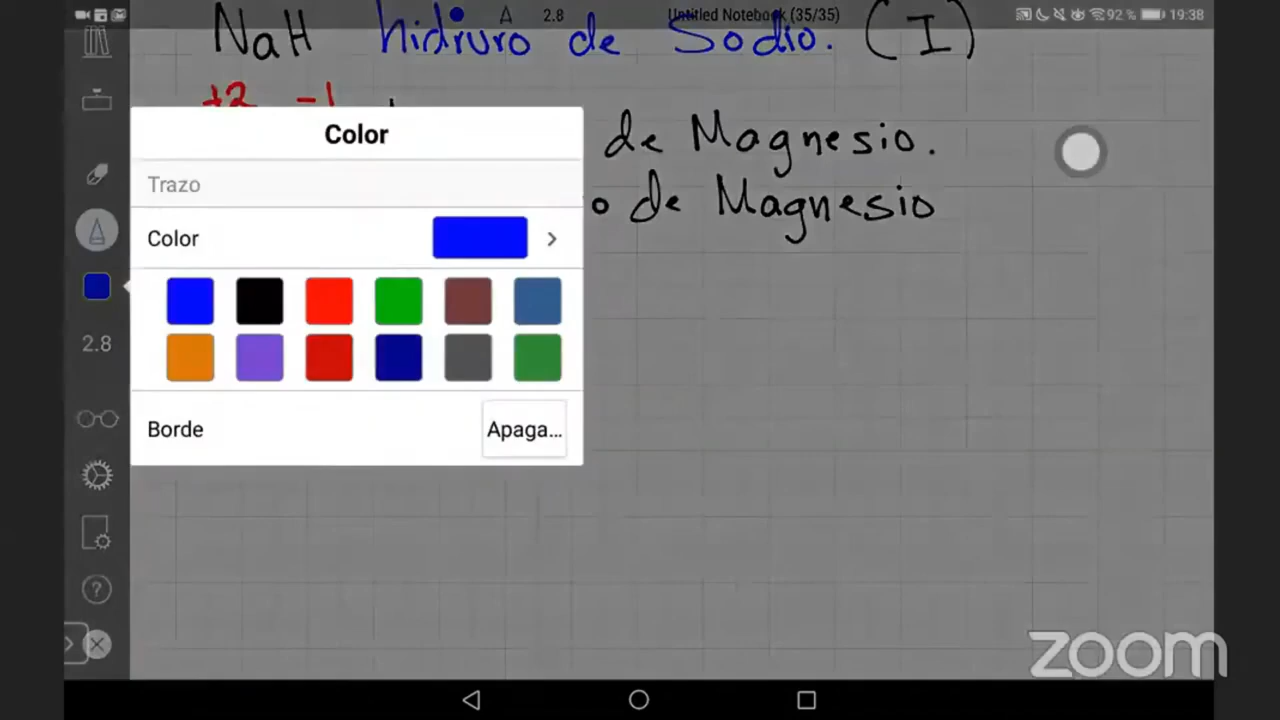 2.8 Untitled Notebook (35/35) 92 % 19:38
NaH hidruro de Sodio. (I)
+2 -1
de Magnesio.
o de Magnesio
Color
Trazo
Color
2.8
Borde Apaga...
zoom